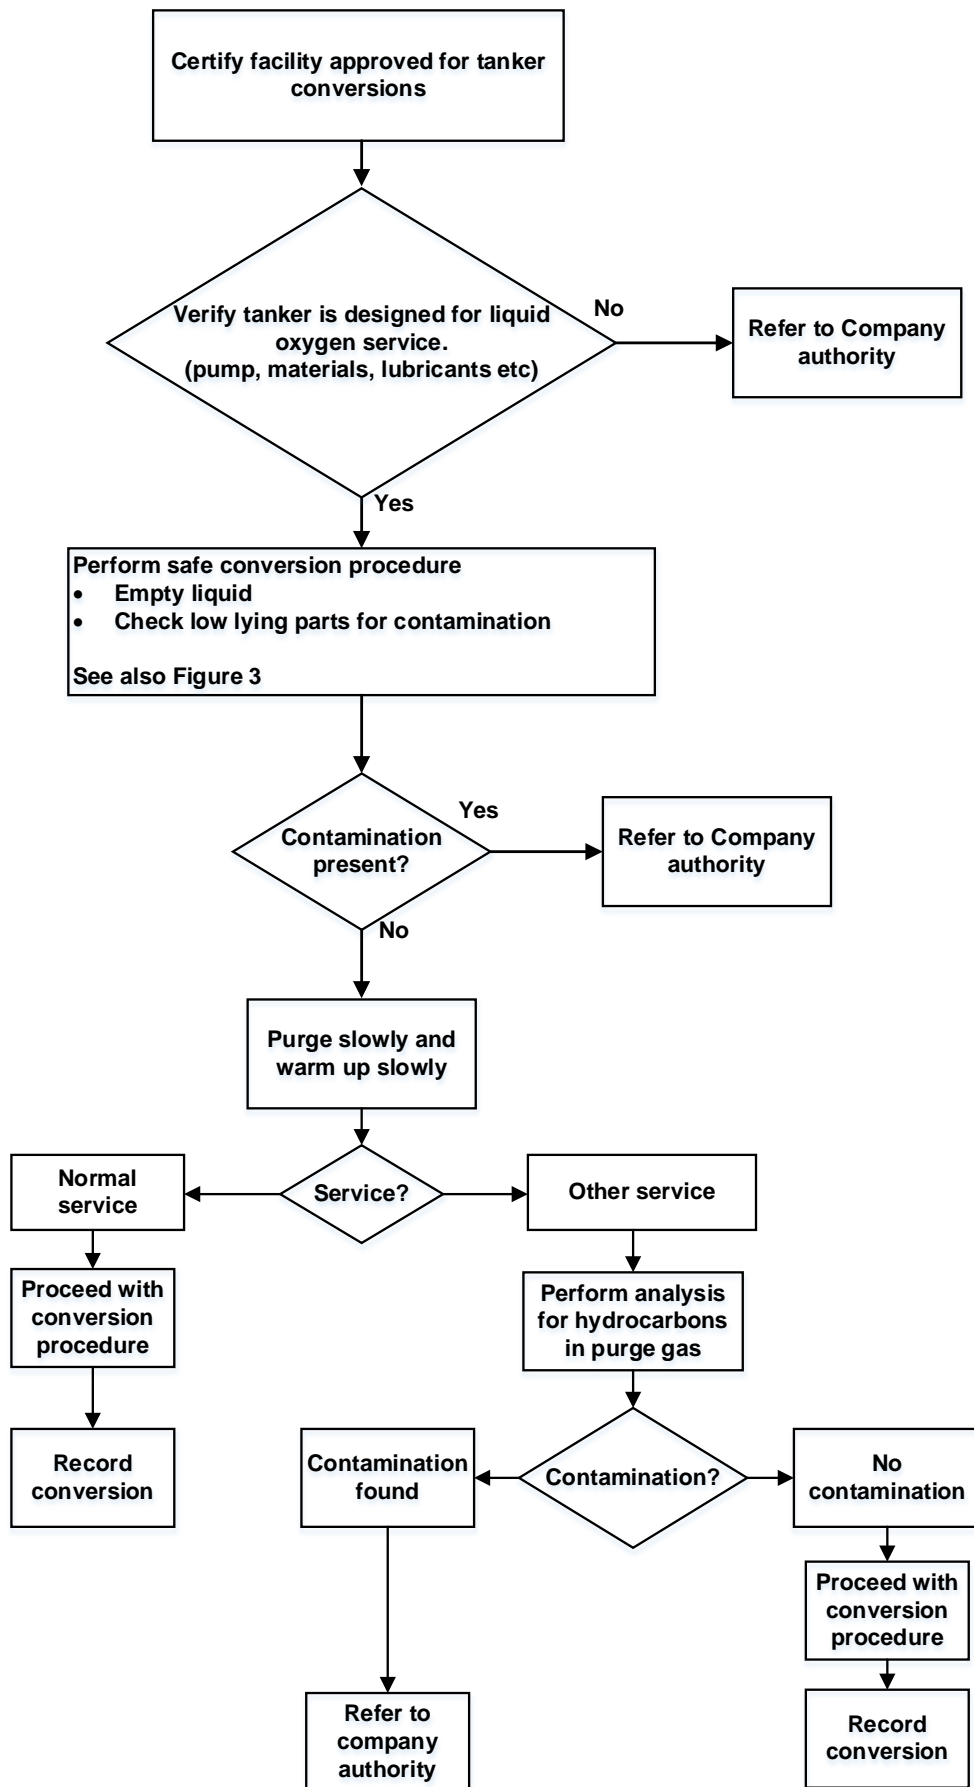 Certify facility approved for tanker
conversions
Verify tanker is designed for liquid
oxygen service.
(pump, materials, lubricants etc)
No
Refer to Company
authority
Yes
Perform safe conversion procedure
• Empty liquid
• Check low lying parts for contamination
See also Figure 3
Contamination
present?
Yes
Refer to Company
authority
No
Purge slowly and
warm up slowly
Normal
service
Service?
Other service
Proceed with
conversion
procedure
Perform analysis
for hydrocarbons
in purge gas
Record
conversion
Contamination
found
Contamination?
No
contamination
Proceed with
conversion
procedure
Refer to
company
authority
Record
conversion